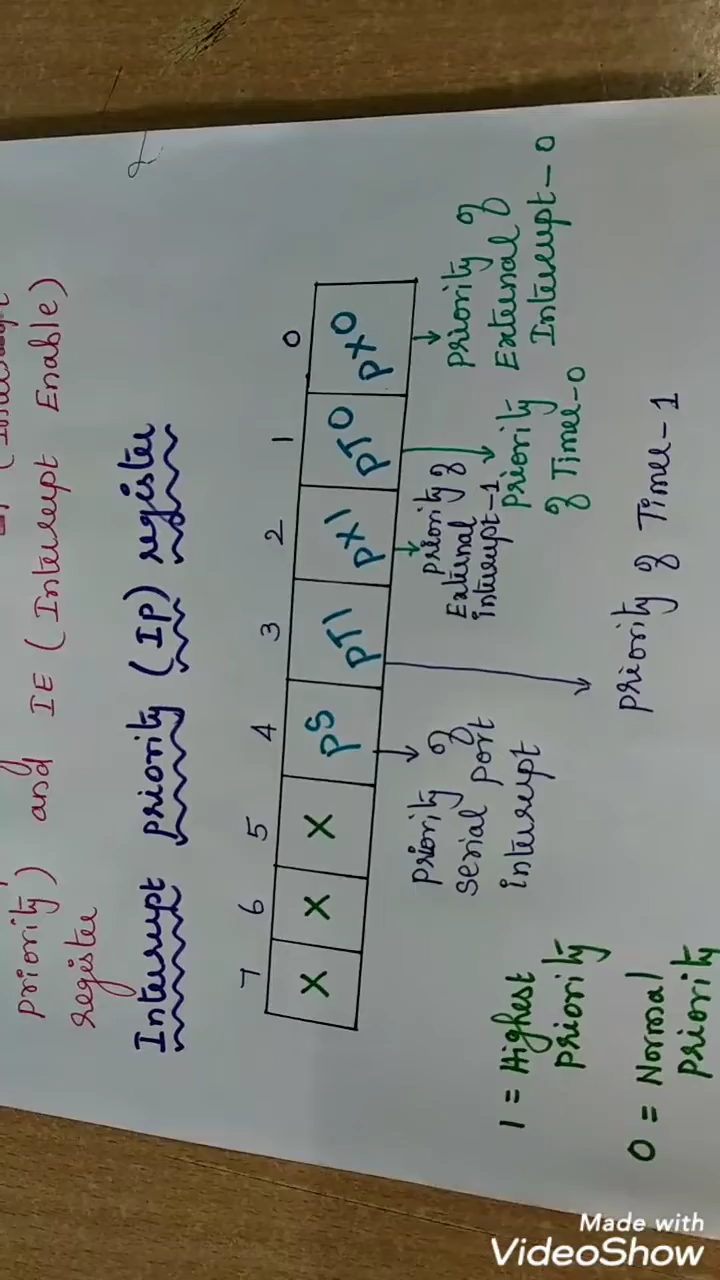 priority) and IE (Interrupt Enable)
register
Interrupt priority (IP) register
7 6 5 4 3 2 1 0
X X X PS PT1 PX1 PT0 PX0
Priority of
serial port
interrupt
Priority of
External
interrupt-1
Priority
of Timer-0
Priority of
External of
Interrupt-0
Priority of Timer-1
1 = Highest
Priority
0 = Normal
Priority
Made with
VideoShow